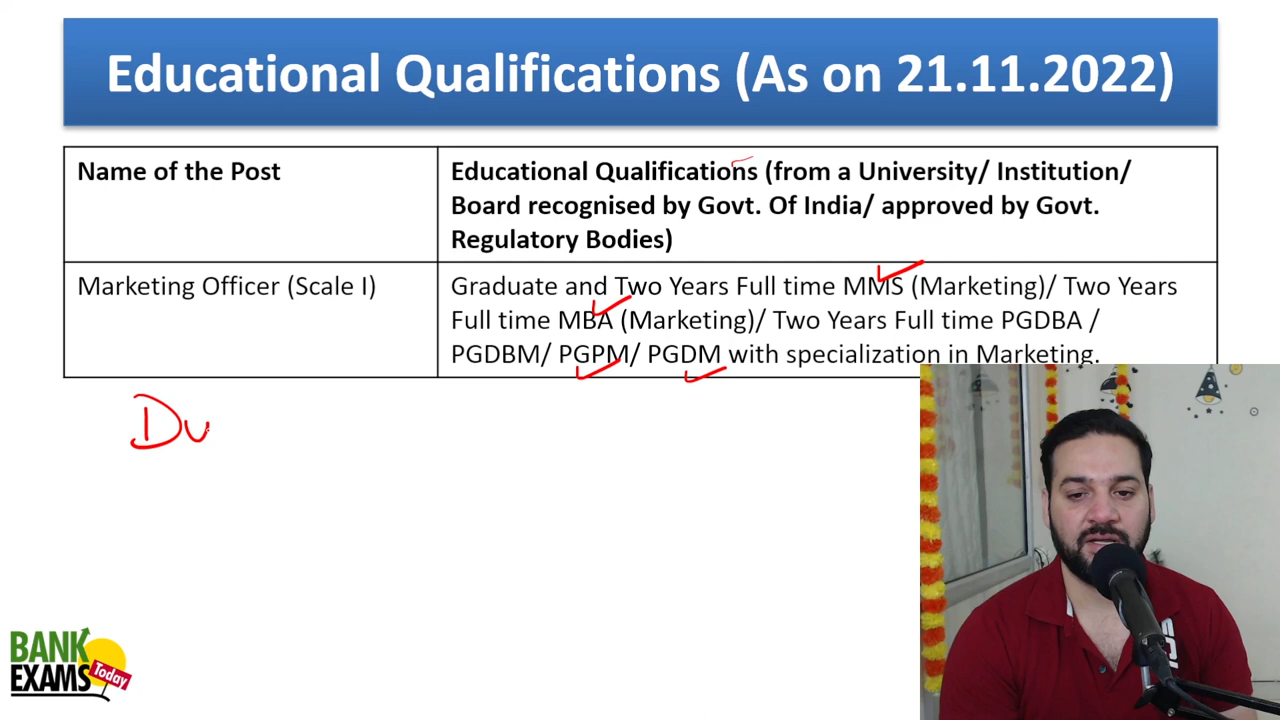 Educational Qualifications (As on 21.11.2022)
Name of the Post
Educational Qualifications (from a University/ Institution/
Board recognised by Govt. Of India/ approved by Govt.
Regulatory Bodies)
Marketing Officer (Scale I)
Graduate and Two Years Full time MMS (Marketing)/ Two Years
Full time MBA (Marketing)/ Two Years Full time PGDBA /
PGDBM/ PGPM/ PGDM with specialization in Marketing.
Du
BANK
EXAMS
Today